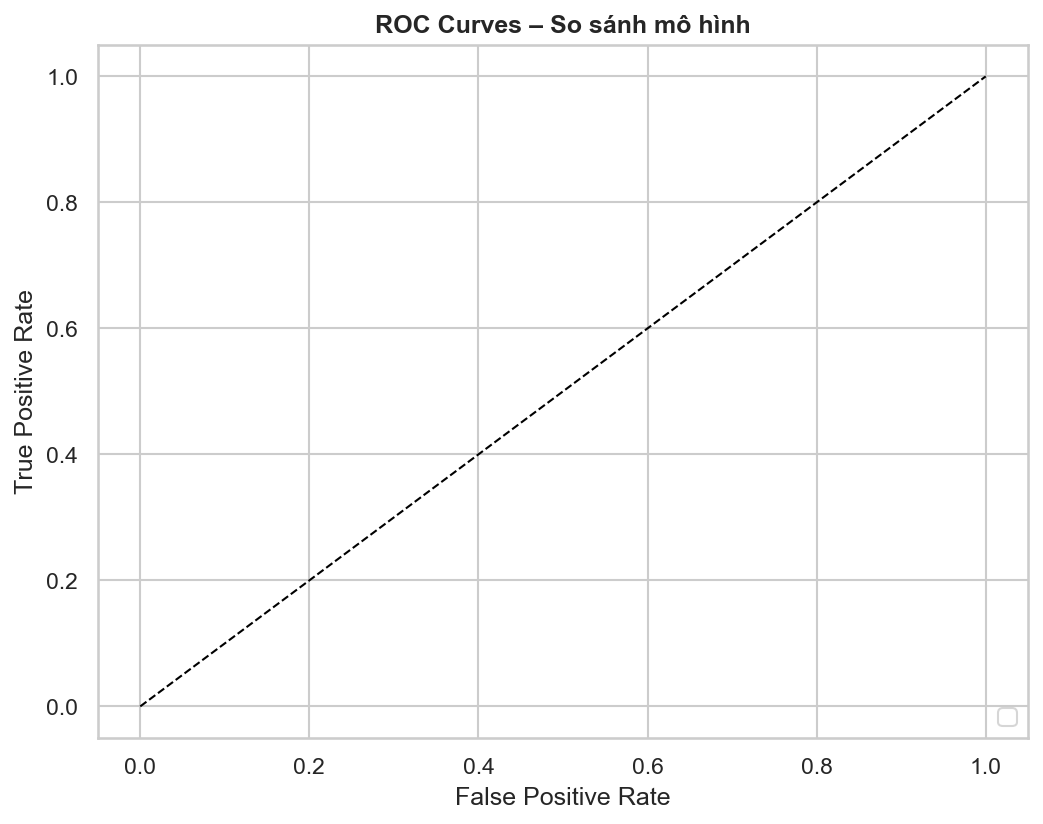 ROC Curves – So sánh mô hình
1.0
0.8
0.6
0.4
0.2
0.0
True Positive Rate
0.0 0.2 0.4 0.6 0.8 1.0
False Positive Rate